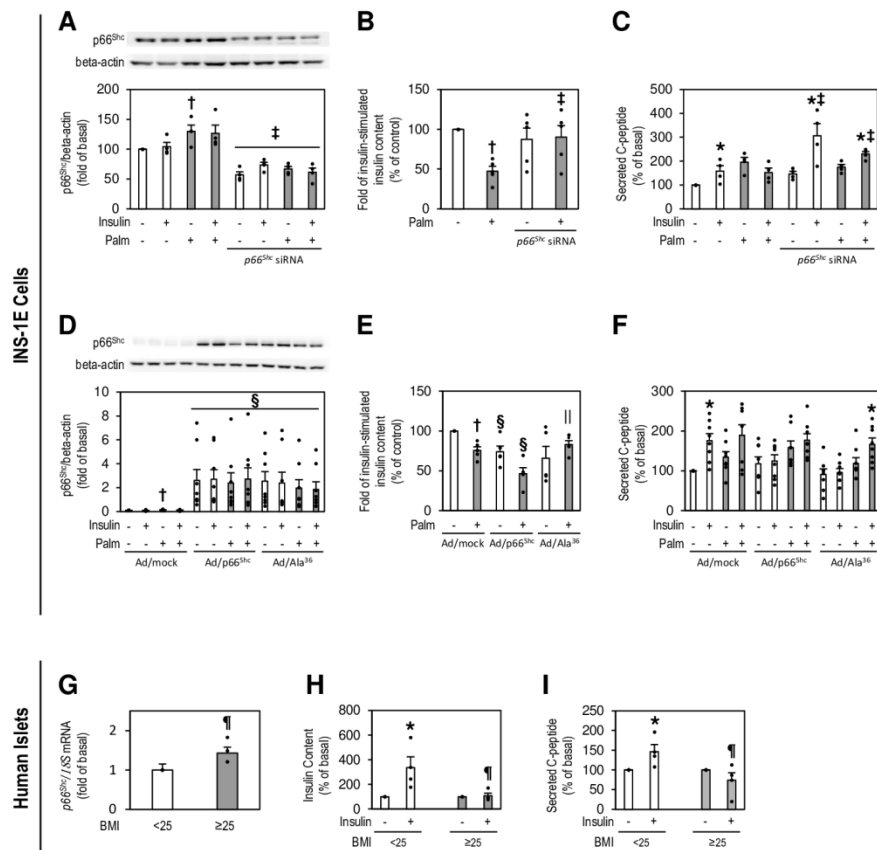 INS-1E Cells
A
p66Shc
beta-actin
p66Shc/beta-actin
(fold of basal)
200
150
100
50
0
†
‡
Insulin - + - + - + - +
Palm - - + + - - + +
p66Shc siRNA
B
Fold of insulin-stimulated
insulin content
(% of control)
150
100
50
0
†
‡
Palm - + - +
p66Shc siRNA
C
Secreted C-peptide
(% of basal)
500
400
300
200
100
0
*
*‡
*‡
Insulin - + - + - + - +
Palm - - + + - - + +
p66Shc siRNA
D
p66Shc
beta-actin
p66Shc/beta-actin
(fold of basal)
10
8
6
4
2
0
†
§
Insulin - + - + - + - + - + - +
Palm - - + + - - + + - - + +
Ad/mock Ad/p66Shc Ad/Ala36
E
Fold of insulin-stimulated
insulin content
(% of control)
150
100
50
0
†
§
§
||
Palm - + - + - +
Ad/mock Ad/p66Shc Ad/Ala36
F
Secreted C-peptide
(% of basal)
300
200
100
0
*
*
Insulin - + - + - + - + - + - +
Palm - - + + - - + + - - + +
Ad/mock Ad/p66Shc Ad/Ala36
Human Islets
G
(fold of basal)
2
1
0
¶
BMI <25 ≥25
H
Insulin Content
(% of basal)
800
600
400
200
0
*
¶
Insulin - + - +
BMI <25 ≥25
I
Secreted C-peptide
(% of basal)
250
200
150
100
50
0
*
¶
Insulin - + - +
BMI <25 ≥25